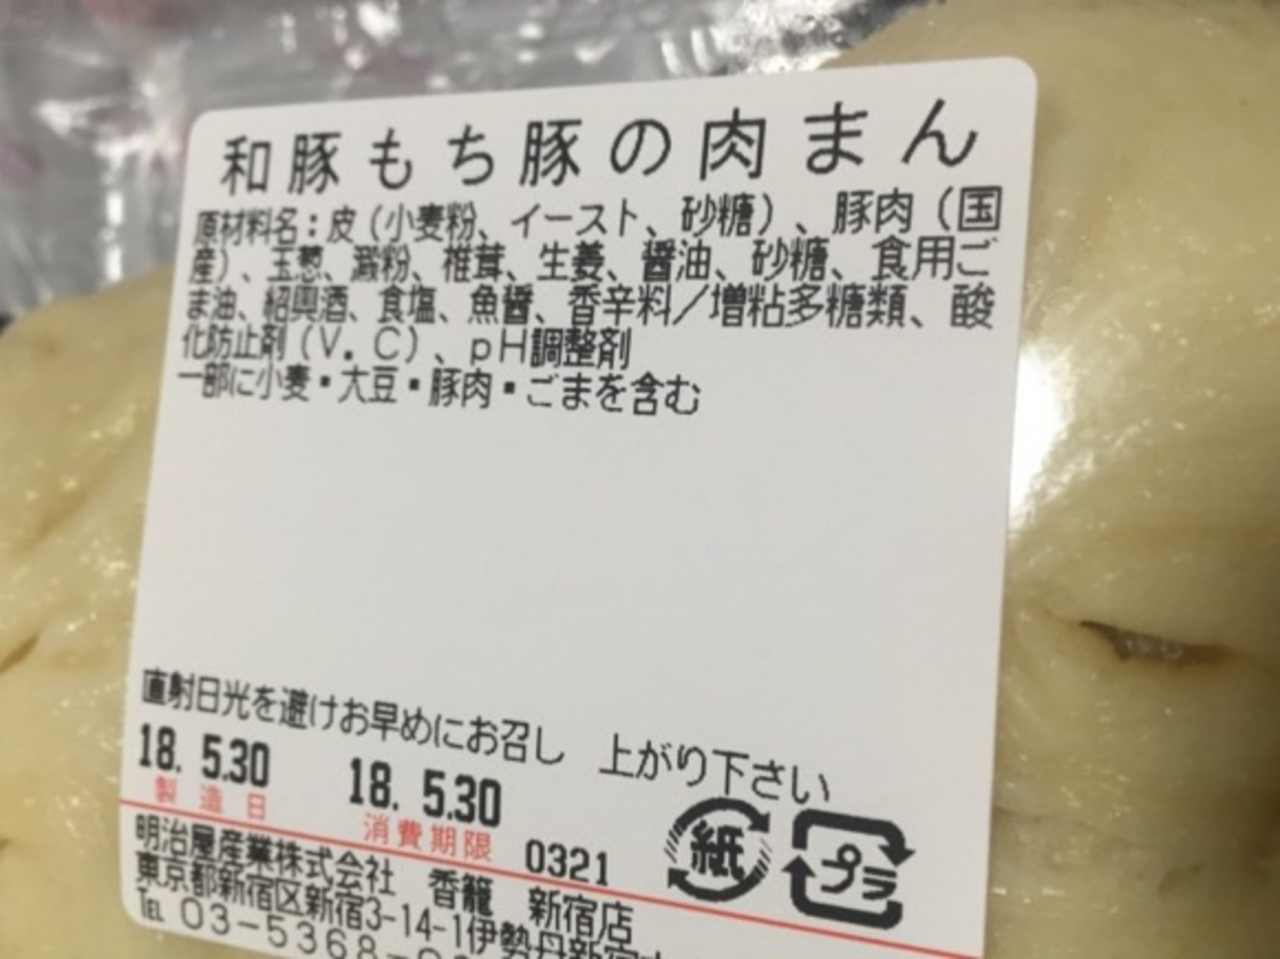 和豚もち豚の肉まん
原材料名：皮（小麦粉、イースト、砂糖）、豚肉（国
産）、玉葱、澱粉、椎茸、生姜、醤油、砂糖、食用ご
ま油、紹興酒、食塩、魚醤、香辛料／増粘多糖類、酸
化防止剤（V．C）、pH調整剤
一部に小麦・大豆・豚肉・ごまを含む
直射日光を避けお早めにお召し　上がり下さい
18. 5.30　18. 5.30
製造日　消費期限　0321
紙　プラ
明治屋産業株式会社　香籠　新宿店
東京都新宿区新宿3-14-1伊勢丹新宿
TEL 03-5368-